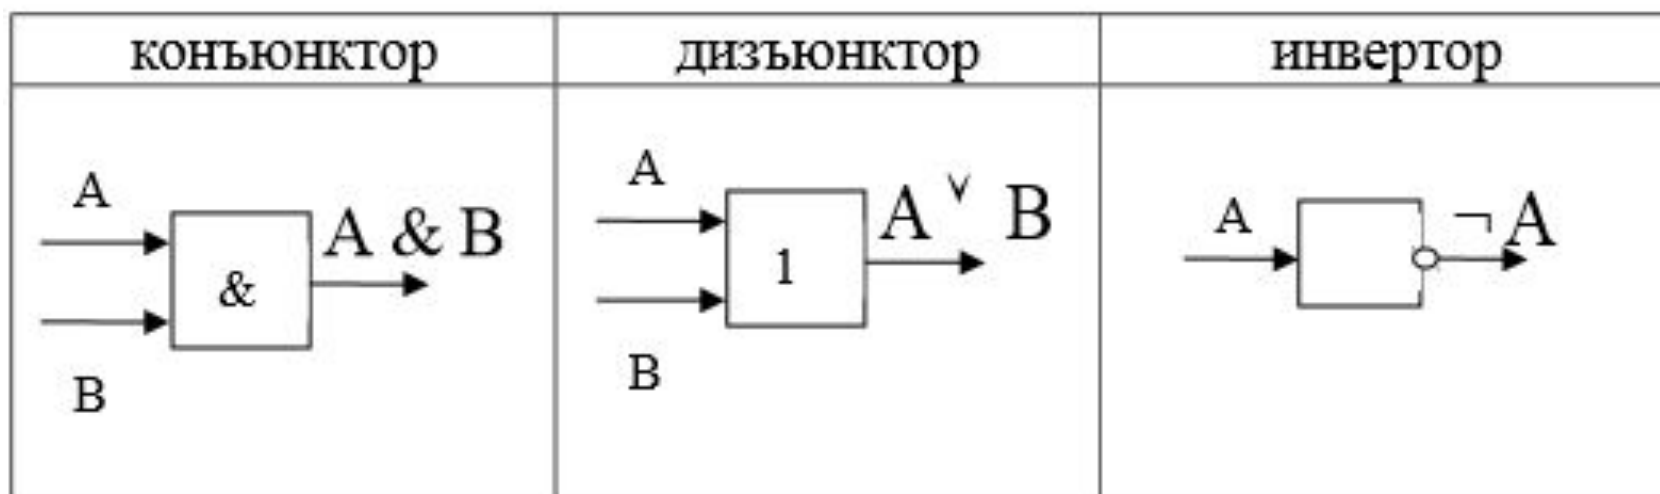 конъюнктор
дизъюнктор
инвертор
A
A & B
&
B
A
A ∨ B
1
B
A
¬ A